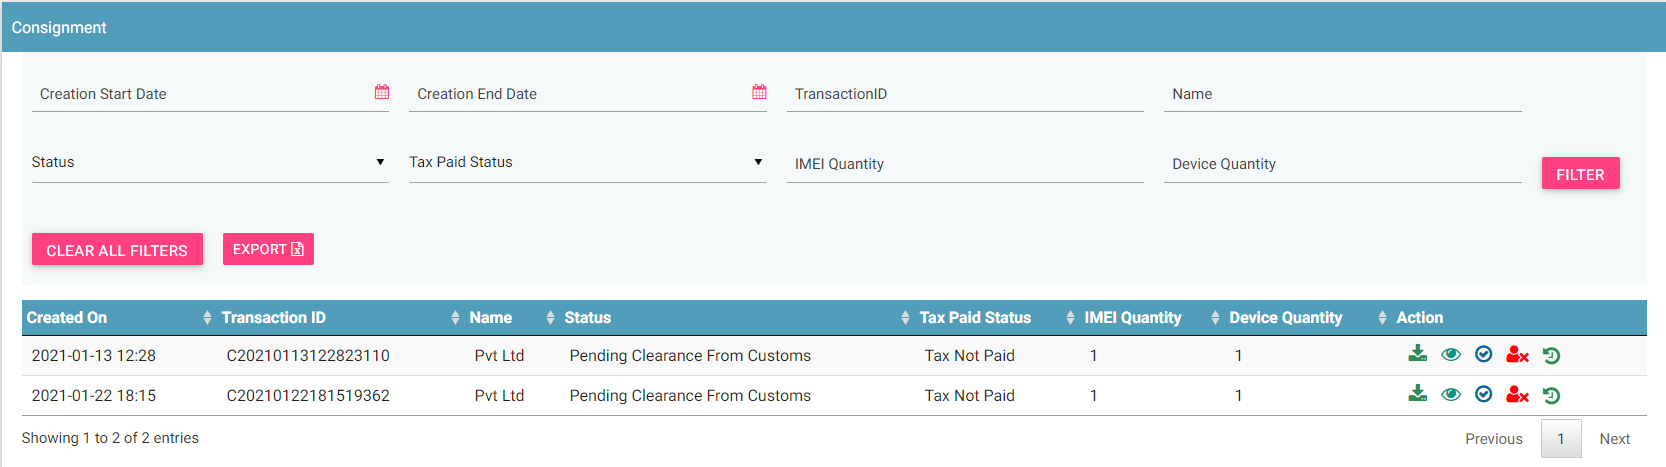 Consignment
Creation Start Date Creation End Date TransactionID Name
Status Tax Paid Status IMEI Quantity Device Quantity FILTER
CLEAR ALL FILTERS EXPORT
Created On Transaction ID Name Status Tax Paid Status IMEI Quantity Device Quantity Action
2021-01-13 12:28 C20210113122823110 Pvt Ltd Pending Clearance From Customs Tax Not Paid 1 1
2021-01-22 18:15 C20210122181519362 Pvt Ltd Pending Clearance From Customs Tax Not Paid 1 1
Showing 1 to 2 of 2 entries Previous 1 Next